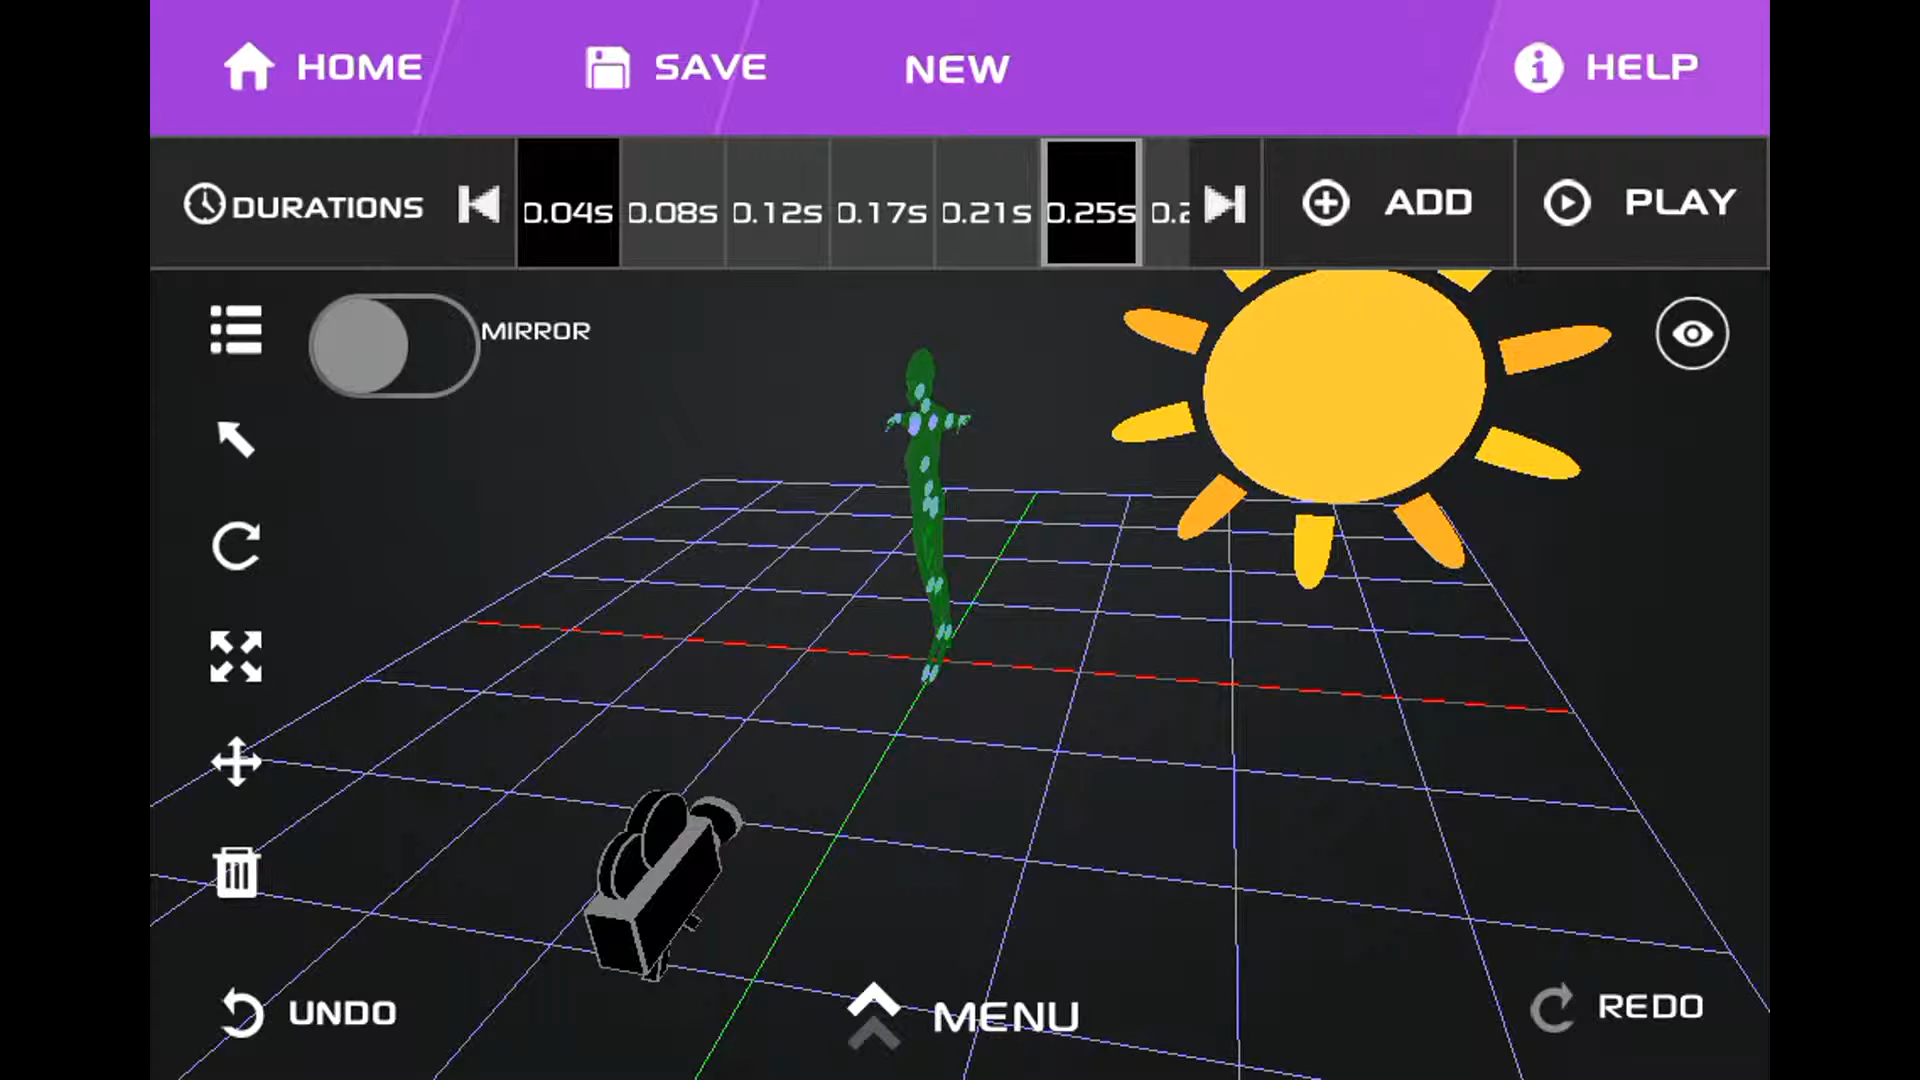 HOME SAVE NEW HELP
DURATIONS 0.04s 0.08s 0.12s 0.17s 0.21s 0.25s ADD PLAY
MIRROR
UNDO MENU REDO